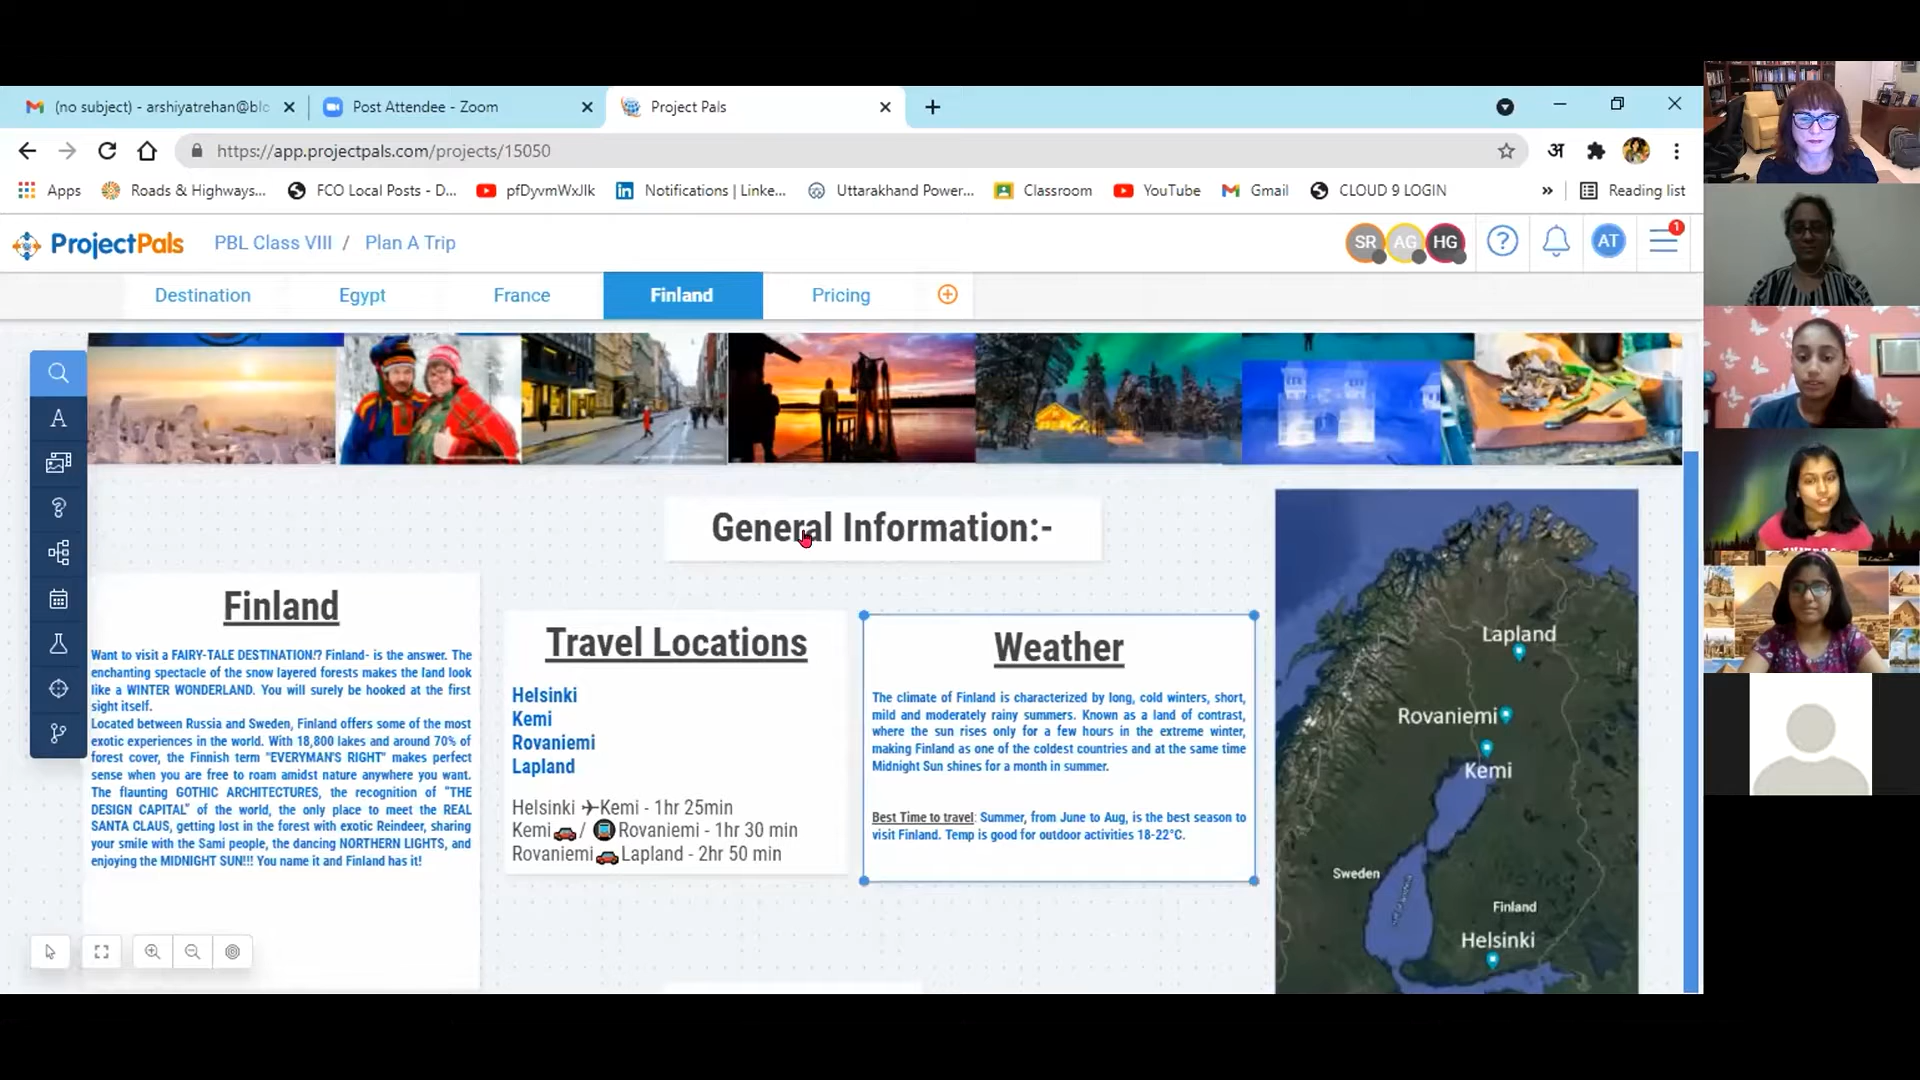 (no subject) - arshiyatrehan@blc
Post Attendee - Zoom
Project Pals
https://app.projectpals.com/projects/15050
अ
Apps
Roads & Highways...
FCO Local Posts - D...
pfDyvmWxJlk
Notifications | Linke...
Uttarakhand Power...
Classroom
YouTube
Gmail
CLOUD 9 LOGIN
»
Reading list
ProjectPals
PBL Class VIII / Plan A Trip
SR
AG
HG
?
AT
1
Destination
Egypt
France
Finland
Pricing
A
General Information:-
Finland
Want to visit a FAIRY-TALE DESTINATION!? Finland- is the answer. The
enchanting spectacle of the snow layered forests makes the land look
like a WINTER WONDERLAND. You will surely be hooked at the first
sight itself.
Located between Russia and Sweden, Finland offers some of the most
exotic experiences in the world. With 18,800 lakes and around 70% of
forest cover, the Finnish term "EVERYMAN'S RIGHT" makes perfect
sense when you are free to roam amidst nature anywhere you want.
The flaunting GOTHIC ARCHITECTURES, the recognition of "THE
DESIGN CAPITAL" of the world, the only place to meet the REAL
SANTA CLAUS, getting lost in the forest with exotic Reindeer, sharing
your smile with the Sami people, the dancing NORTHERN LIGHTS, and
enjoying the MIDNIGHT SUN!!! You name it and Finland has it!
Travel Locations
Helsinki
Kemi
Rovaniemi
Lapland
Helsinki ✈Kemi - 1hr 25min
Kemi🚗/ 🚇Rovaniemi - 1hr 30 min
Rovaniemi🚗Lapland - 2hr 50 min
Weather
The climate of Finland is characterized by long, cold winters, short,
mild and moderately rainy summers. Known as a land of contrast,
where the sun rises only for a few hours in the extreme winter,
making Finland as one of the coldest countries and at the same time
Midnight Sun shines for a month in summer.
Best Time to travel: Summer, from June to Aug, is the best season to
visit Finland. Temp is good for outdoor activities 18-22°C.
Lapland
Rovaniemi
Kemi
Sweden
Finland
Helsinki